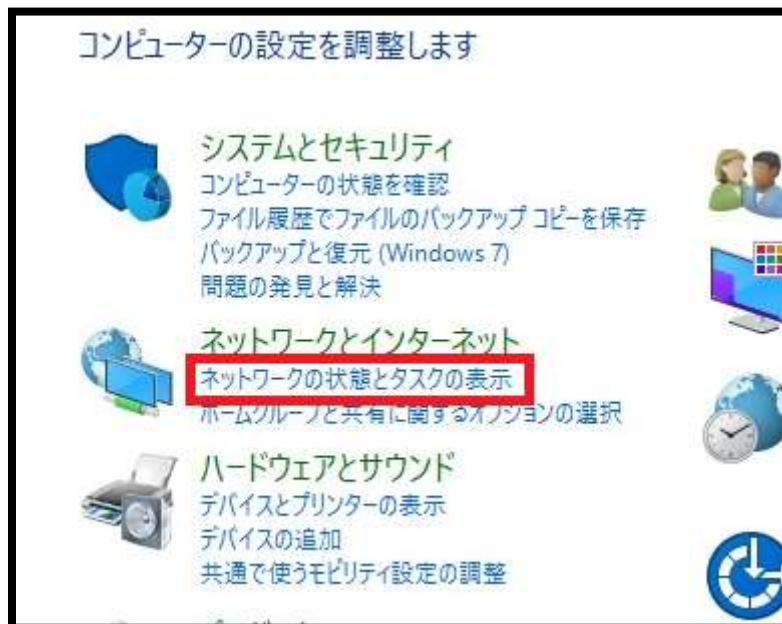 コンピューターの設定を調整します
システムとセキュリティ
コンピューターの状態を確認
ファイル履歴でファイルのバックアップ コピーを保存
バックアップと復元 (Windows 7)
問題の発見と解決
ネットワークとインターネット
ネットワークの状態とタスクの表示
ホームグループと共有に関するオプションの選択
ハードウェアとサウンド
デバイスとプリンターの表示
デバイスの追加
共通で使うモビリティ設定の調整